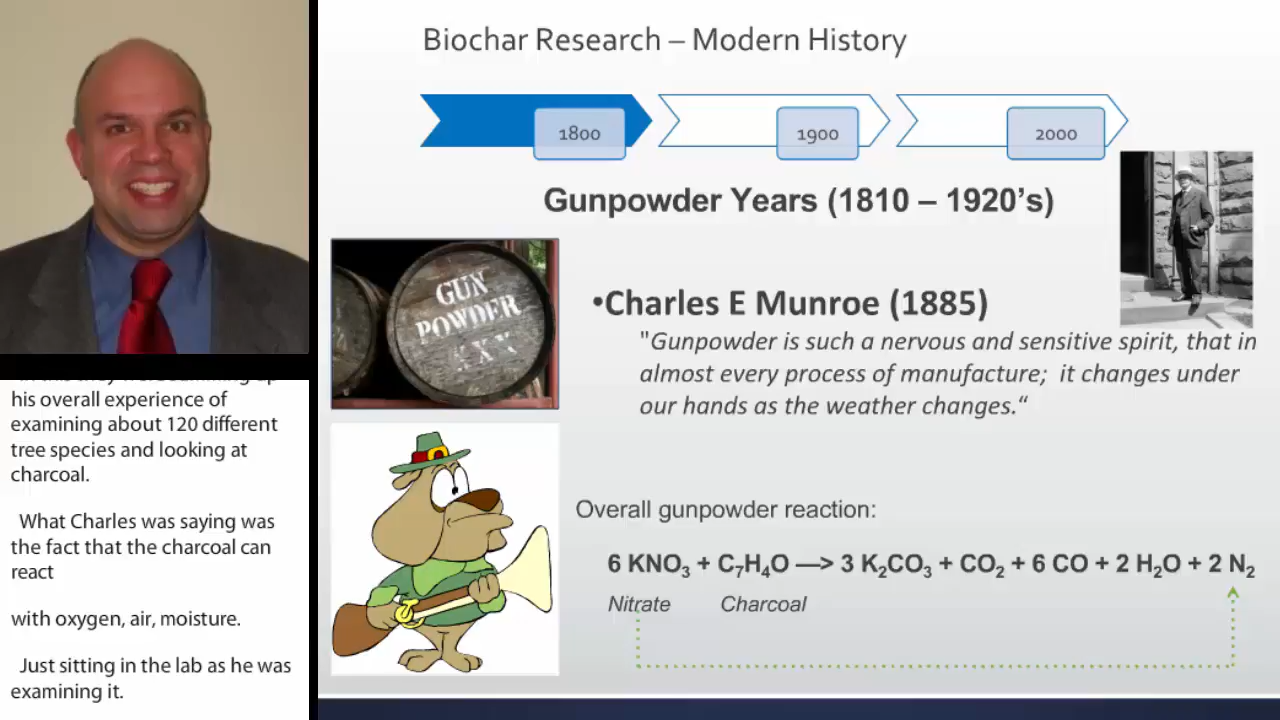 Biochar Research – Modern History
1800
1900
2000
Gunpowder Years (1810 – 1920's)
GUN
POWDER
•Charles E Munroe (1885)
"Gunpowder is such a nervous and sensitive spirit, that in
almost every process of manufacture;  it changes under
our hands as the weather changes.“
Overall gunpowder reaction:
6 KNO₃ + C₇H₄O —> 3 K₂CO₃ + CO₂ + 6 CO + 2 H₂O + 2 N₂
Nitrate
Charcoal
his overall experience of
examining about 120 different
tree species and looking at
charcoal.
What Charles was saying was
the fact that the charcoal can
react
with oxygen, air, moisture.
Just sitting in the lab as he was
examining it.